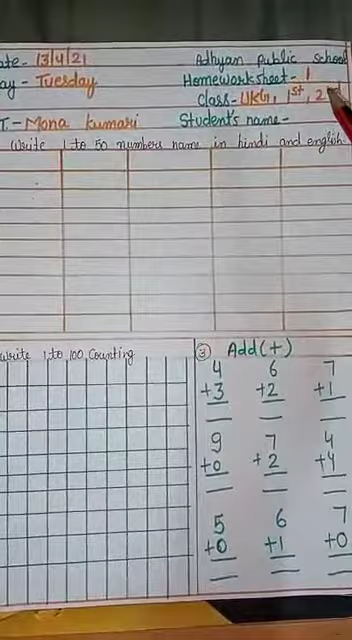 ate - 13/4/21 Adhyan public school
ay - Tuesday Homework sheet - 1
Class - UKG, 1st, 2
T. - Mona Kumari Student's name -
Write 1 to 50 numbers name in hindi and english
Write 1 to 100 Counting
③ Add (+)
4 6 7
+3 +2 +1
9 7 4
+0 +2 +4
5 6 7
+0 +1 +0